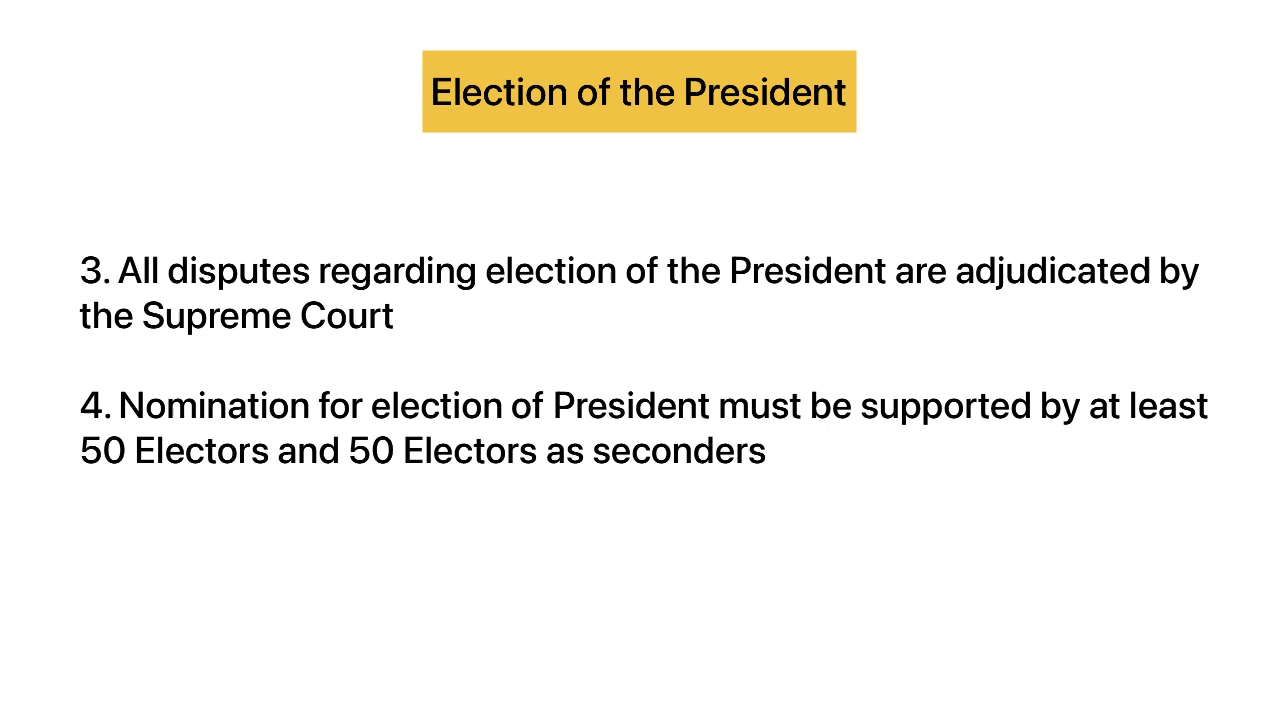 Election of the President
3. All disputes regarding election of the President are adjudicated by
the Supreme Court
4. Nomination for election of President must be supported by at least
50 Electors and 50 Electors as seconders